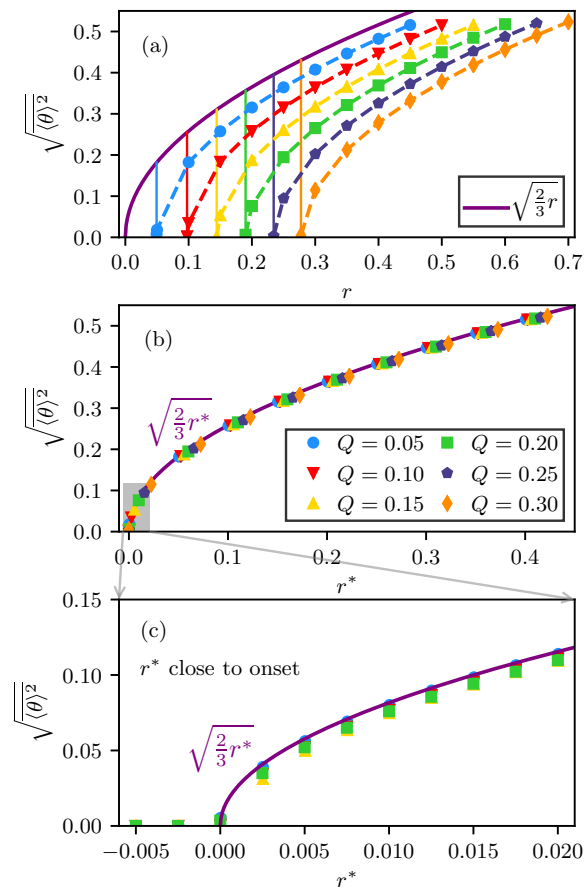 (a)
0.5
0.4
0.3
0.2
0.1
0.0
√⟨θ⟩²
√(2/3 r)
0.0 0.1 0.2 0.3 0.4 0.5 0.6 0.7
r
(b)
0.5
0.4
0.3
0.2
0.1
0.0
√⟨θ⟩²
√(2/3 r*)
Q = 0.05 Q = 0.20
Q = 0.10 Q = 0.25
Q = 0.15 Q = 0.30
0.0 0.1 0.2 0.3 0.4
r*
(c)
r* close to onset
0.15
0.10
0.05
0.00
√⟨θ⟩²
√(2/3 r*)
−0.005 0.000 0.005 0.010 0.015 0.020
r*